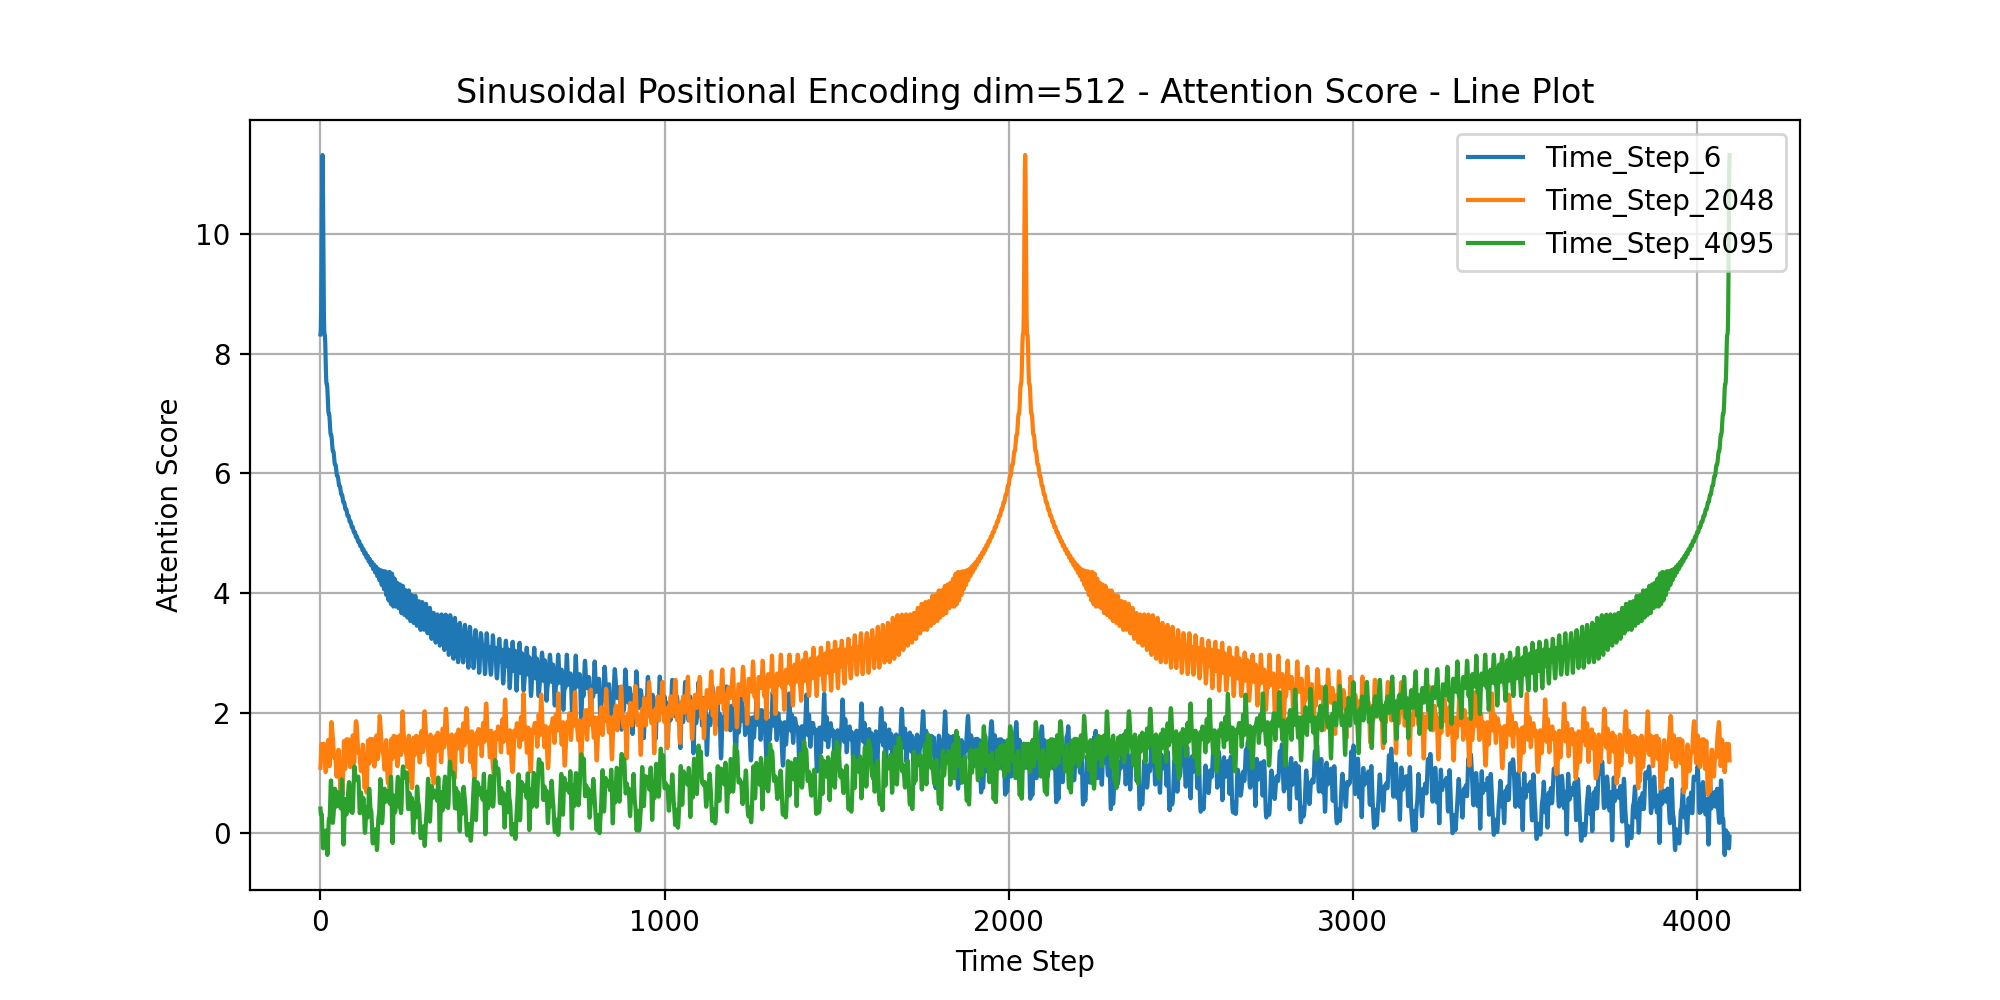 Sinusoidal Positional Encoding dim=512 - Attention Score - Line Plot
Time_Step_6
Time_Step_2048
Time_Step_4095
Attention Score
10
8
6
4
2
0
0 1000 2000 3000 4000
Time Step